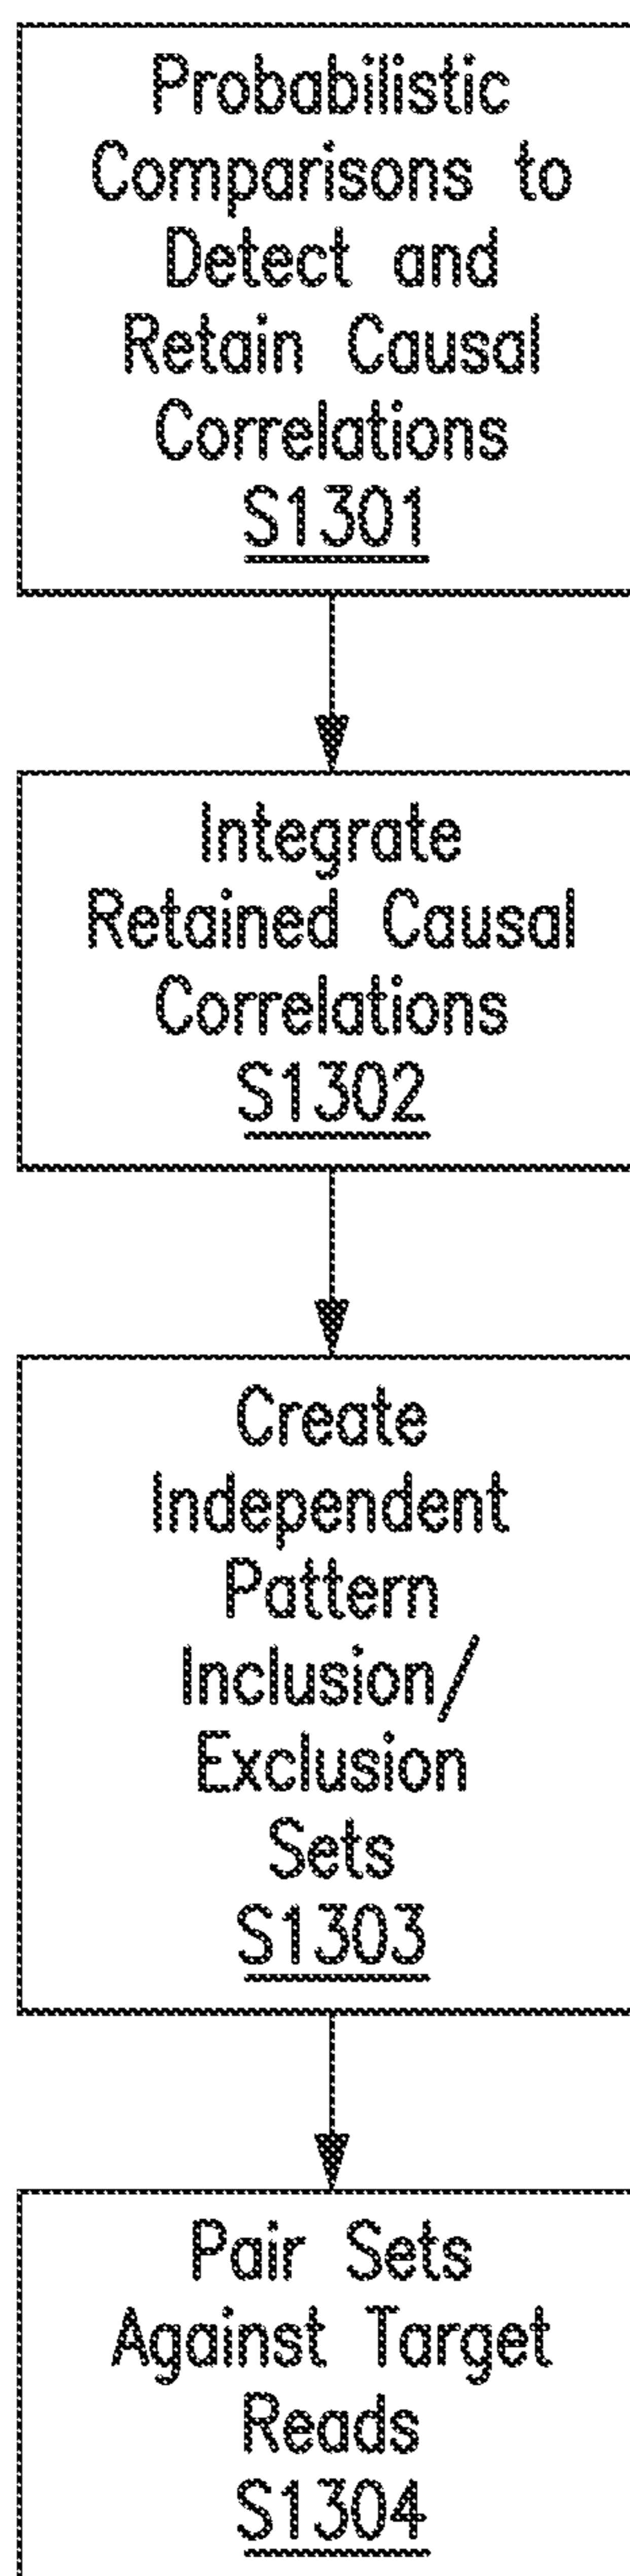 Probabilistic
Comparisons to
Detect and
Retain Causal
Correlations
S1301
Integrate
Retained Causal
Correlations
S1302
Create
Independent
Pattern
Inclusion/
Exclusion
Sets
S1303
Pair Sets
Against Target
Reads
S1304